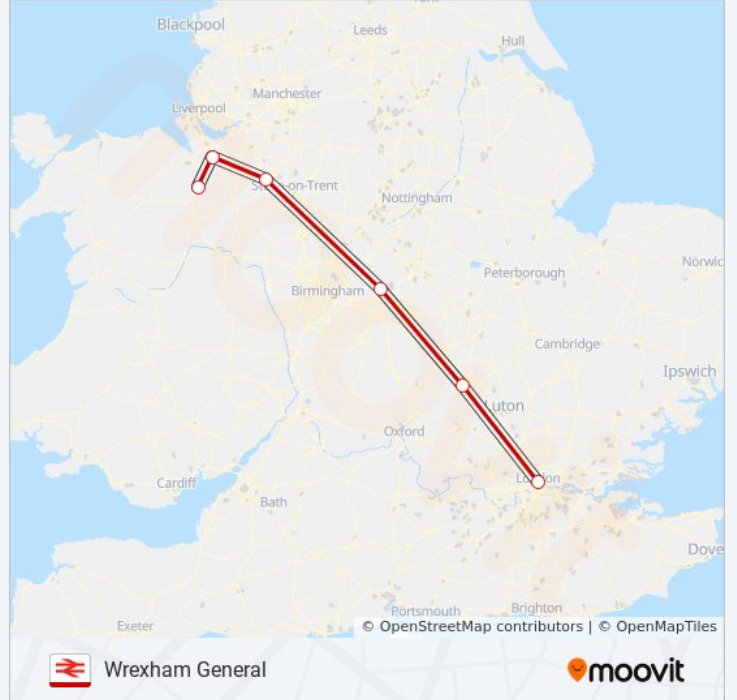 Blackpool
Leeds
Hull
Manchester
Liverpool
Stoke-on-Trent
Nottingham
Norwic
Peterborough
Birmingham
Cambridge
Ipswich
Luton
Oxford
London
Cardiff
Bath
Dove
Portsmouth
Brighton
Exeter
© OpenStreetMap contributors | © OpenMapTiles
Wrexham General
moovit